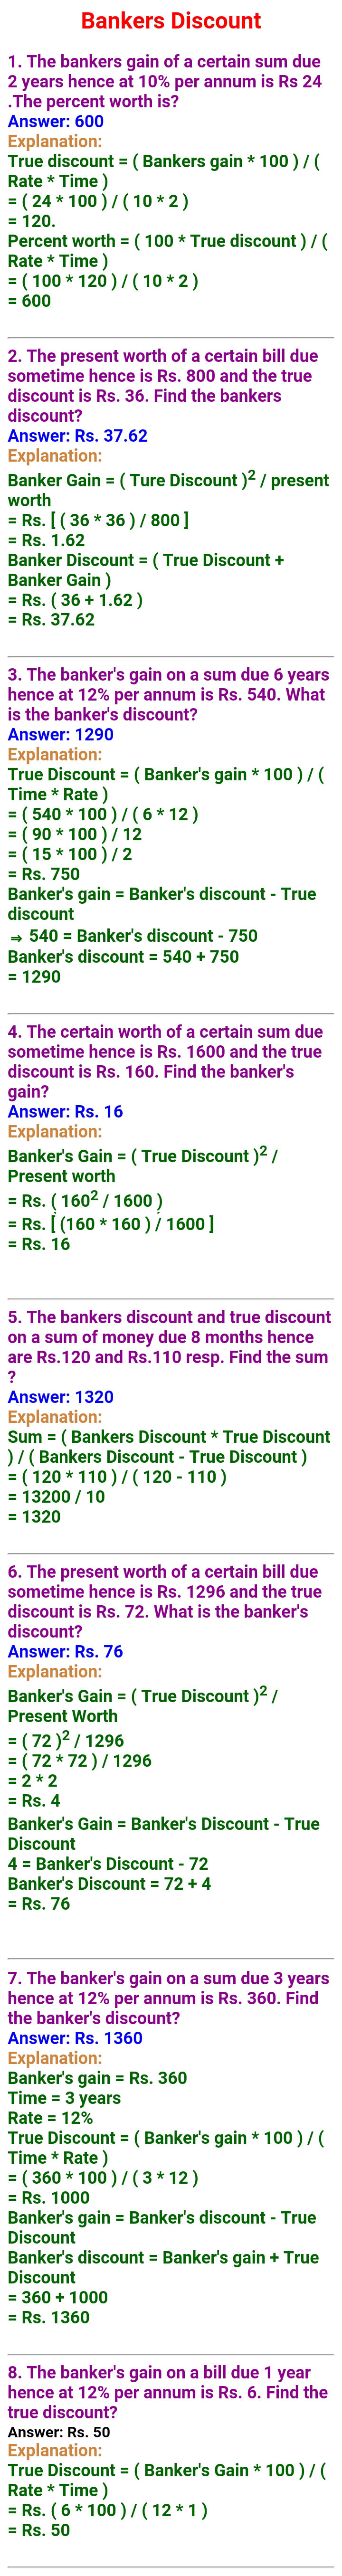 Bankers Discount
1. The bankers gain of a certain sum due
2 years hence at 10% per annum is Rs 24
.The percent worth is?
Answer: 600
Explanation:
True discount = ( Bankers gain * 100 ) / (
Rate * Time )
= ( 24 * 100 ) / ( 10 * 2 )
= 120.
Percent worth = ( 100 * True discount ) / (
Rate * Time )
= ( 100 * 120 ) / ( 10 * 2 )
= 600
2. The present worth of a certain bill due
sometime hence is Rs. 800 and the true
discount is Rs. 36. Find the bankers
discount?
Answer: Rs. 37.62
Explanation:
Banker Gain = ( Ture Discount )² / present
worth
= Rs. [ ( 36 * 36 ) / 800 ]
= Rs. 1.62
Banker Discount = ( True Discount +
Banker Gain )
= Rs. ( 36 + 1.62 )
= Rs. 37.62
3. The banker's gain on a sum due 6 years
hence at 12% per annum is Rs. 540. What
is the banker's discount?
Answer: 1290
Explanation:
True Discount = ( Banker's gain * 100 ) / (
Time * Rate )
= ( 540 * 100 ) / ( 6 * 12 )
= ( 90 * 100 ) / 12
= ( 15 * 100 ) / 2
= Rs. 750
Banker's gain = Banker's discount - True
discount
⇒ 540 = Banker's discount - 750
Banker's discount = 540 + 750
= 1290
4. The certain worth of a certain sum due
sometime hence is Rs. 1600 and the true
discount is Rs. 160. Find the banker's
gain?
Answer: Rs. 16
Explanation:
Banker's Gain = ( True Discount )² /
Present worth
= Rs. ( 160² / 1600 )
= Rs. [ (160 * 160 ) / 1600 ]
= Rs. 16
5. The bankers discount and true discount
on a sum of money due 8 months hence
are Rs.120 and Rs.110 resp. Find the sum
?
Answer: 1320
Explanation:
Sum = ( Bankers Discount * True Discount
) / ( Bankers Discount - True Discount )
= ( 120 * 110 ) / ( 120 - 110 )
= 13200 / 10
= 1320
6. The present worth of a certain bill due
sometime hence is Rs. 1296 and the true
discount is Rs. 72. What is the banker's
discount?
Answer: Rs. 76
Explanation:
Banker's Gain = ( True Discount )² /
Present Worth
= ( 72 )² / 1296
= ( 72 * 72 ) / 1296
= 2 * 2
= Rs. 4
Banker's Gain = Banker's Discount - True
Discount
4 = Banker's Discount - 72
Banker's Discount = 72 + 4
= Rs. 76
7. The banker's gain on a sum due 3 years
hence at 12% per annum is Rs. 360. Find
the banker's discount?
Answer: Rs. 1360
Explanation:
Banker's gain = Rs. 360
Time = 3 years
Rate = 12%
True Discount = ( Banker's gain * 100 ) / (
Time * Rate )
= ( 360 * 100 ) / ( 3 * 12 )
= Rs. 1000
Banker's gain = Banker's discount - True
Discount
Banker's discount = Banker's gain + True
Discount
= 360 + 1000
= Rs. 1360
8. The banker's gain on a bill due 1 year
hence at 12% per annum is Rs. 6. Find the
true discount?
Answer: Rs. 50
Explanation:
True Discount = ( Banker's Gain * 100 ) / (
Rate * Time )
= Rs. ( 6 * 100 ) / ( 12 * 1 )
= Rs. 50